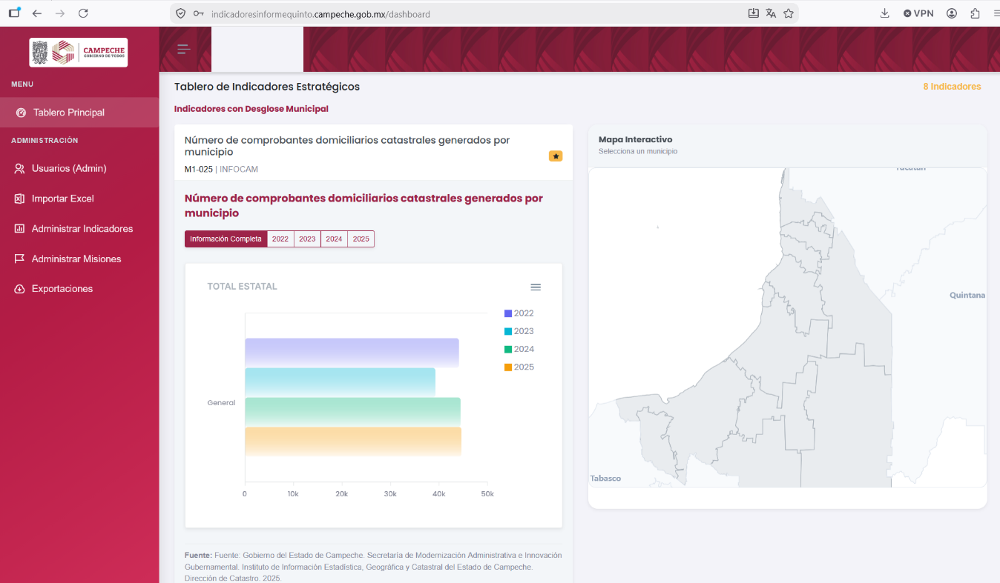 indicadoresinformequinto.campeche.gob.mx/dashboard
VPN
CAMPECHE
GOBIERNO DE TODOS
MENU
Tablero Principal
ADMINISTRACIÓN
Usuarios (Admin)
Importar Excel
Administrar Indicadores
Administrar Misiones
Exportaciones
Tablero de Indicadores Estratégicos
8 Indicadores
Indicadores con Desglose Municipal
Número de comprobantes domiciliarios catastrales generados por
municipio
M1-025 | INFOCAM
Número de comprobantes domiciliarios catastrales generados por
municipio
Información Completa 2022 2023 2024 2025
TOTAL ESTATAL
2022
2023
2024
2025
General
0 10k 20k 30k 40k 50k
Fuente: Fuente: Gobierno del Estado de Campeche. Secretaría de Modernización Administrativa e Innovación
Gubernamental. Instituto de Información Estadística, Geográfica y Catastral del Estado de Campeche.
Dirección de Catastro. 2025.
Mapa Interactivo
Selecciona un municipio
Yucatán
Quintana
Tabasco